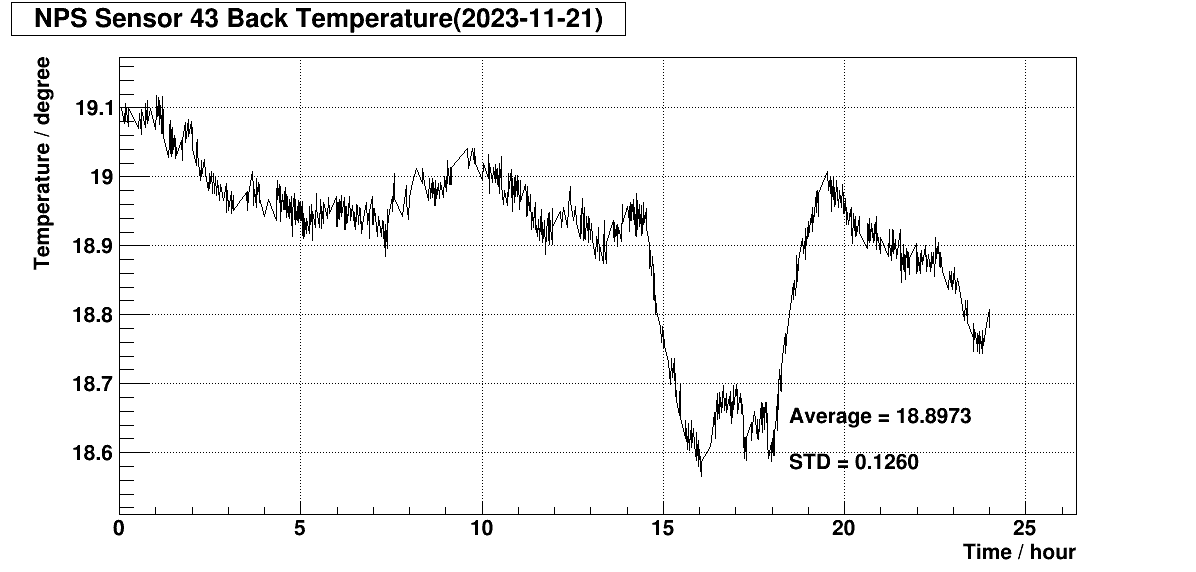 NPS Sensor 43 Back Temperature(2023-11-21)
Temperature / degree
19.1
19
18.9
18.8
18.7
18.6
Average = 18.8973
STD = 0.1260
0 5 10 15 20 25
Time / hour